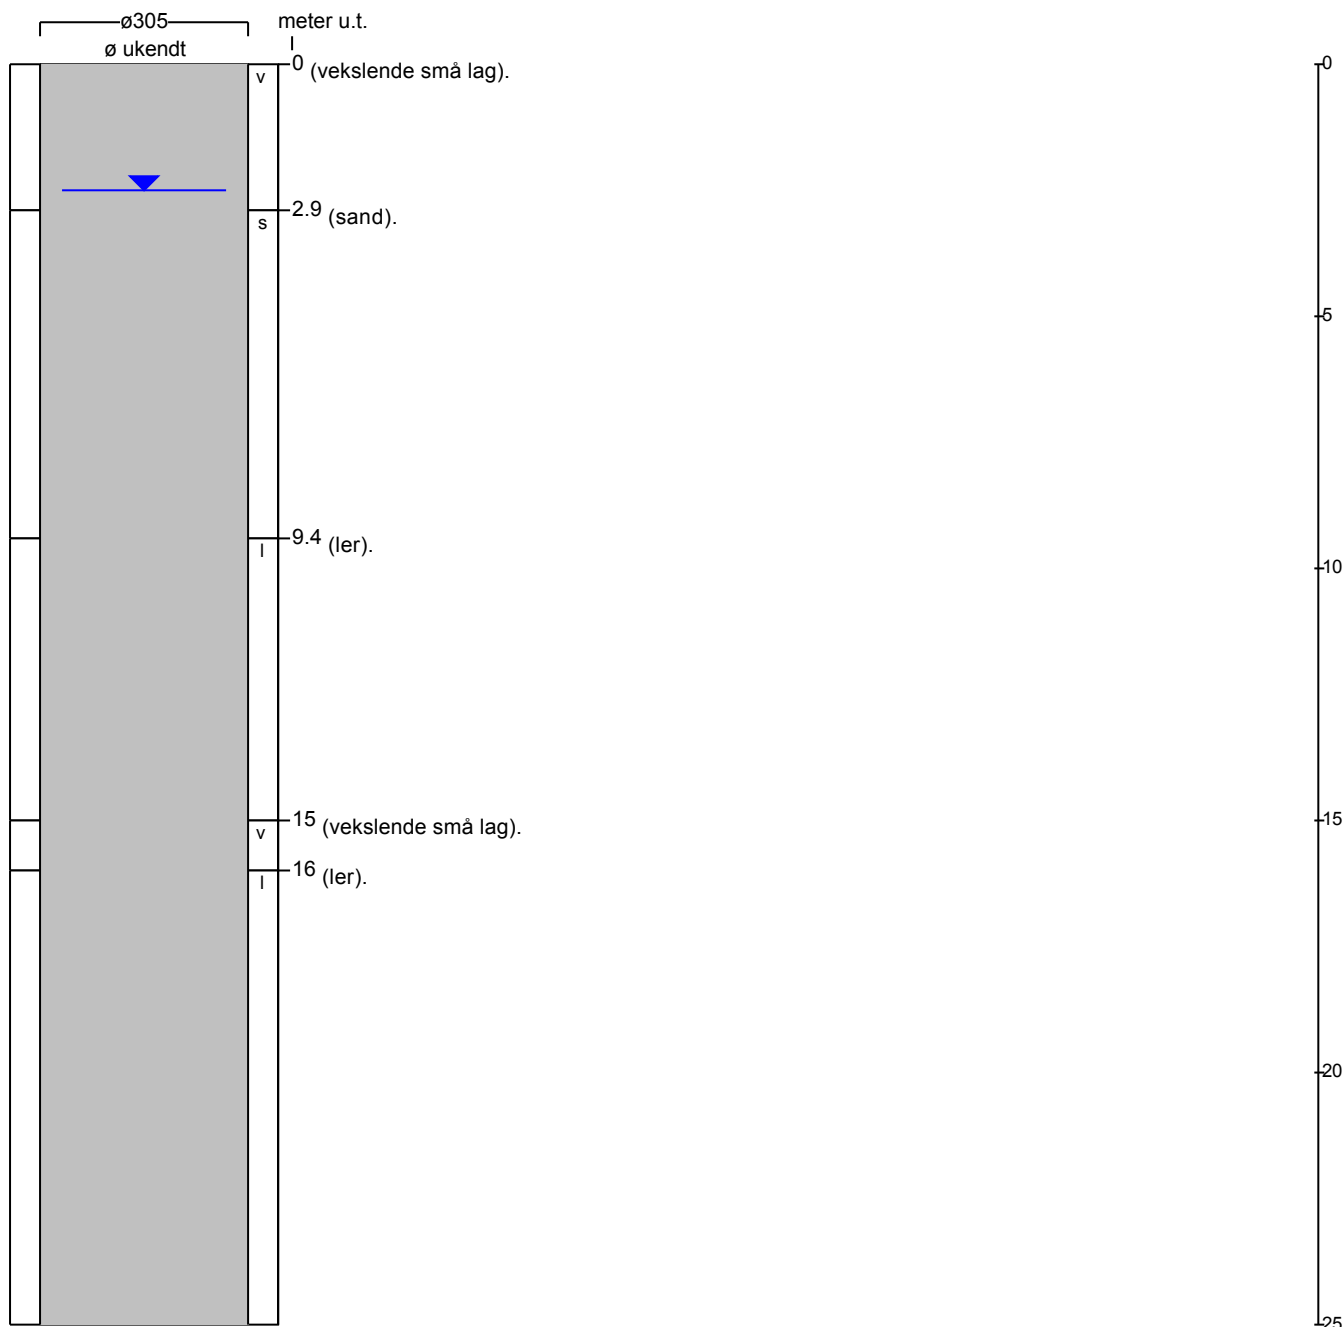 ø305 meter u.t.
ø ukendt
v 0 (vekslende små lag). 0
s 2.9 (sand).
5
l 9.4 (ler).
10
v 15 (vekslende små lag). 15
l 16 (ler).
20
25